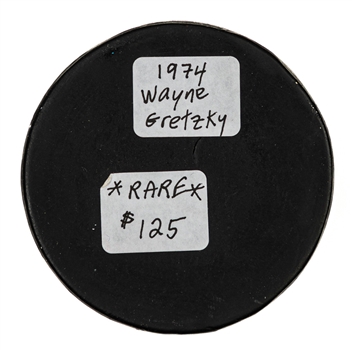 1974
Wayne
Gretzky
*RARE*
$125